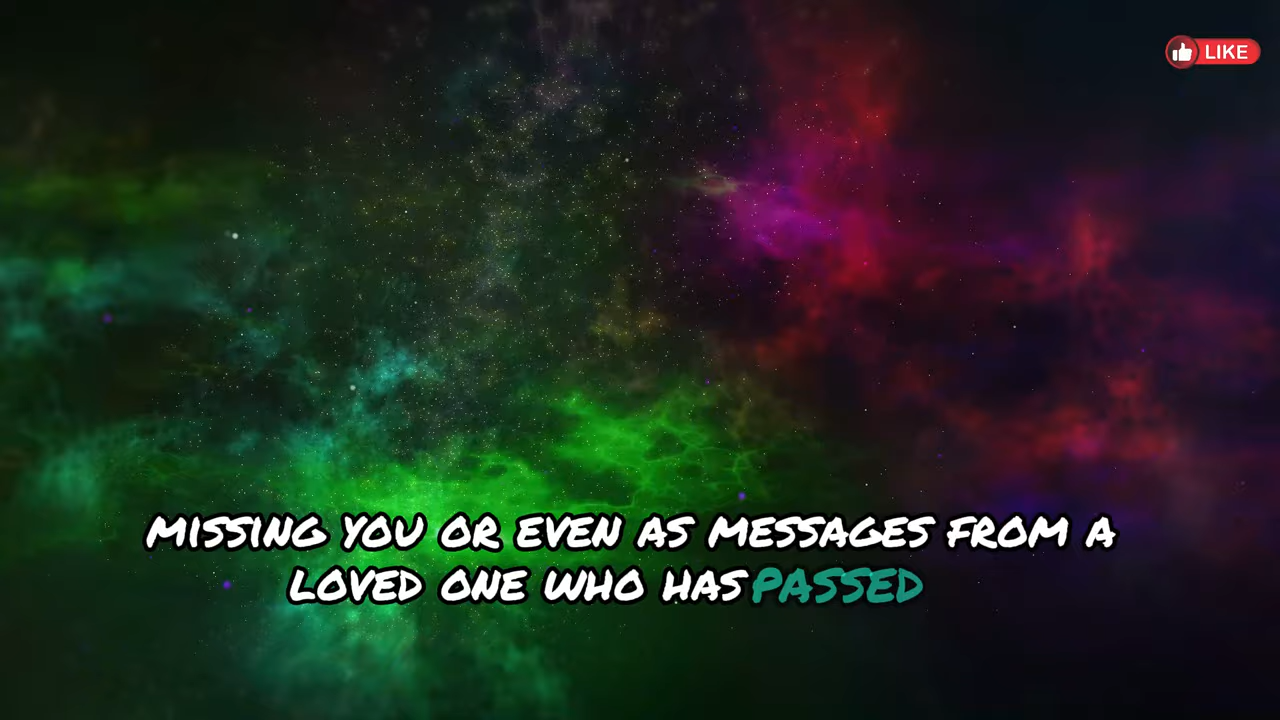 LIKE
MISSING YOU OR EVEN AS MESSAGES FROM A
LOVED ONE WHO HAS PASSED